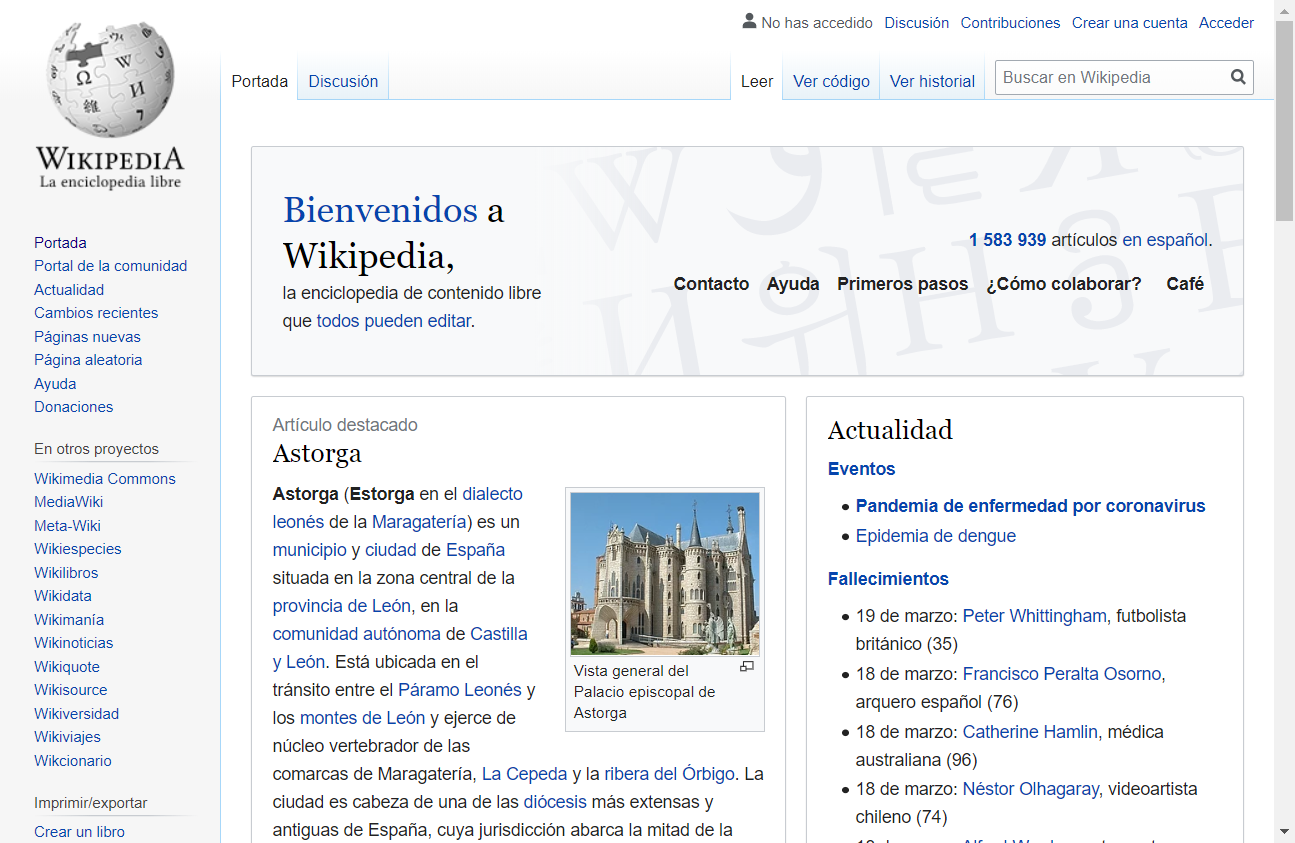 No has accedido Discusión Contribuciones Crear una cuenta Acceder
WIKIPEDIA
La enciclopedia libre
Portada Discusión Leer Ver código Ver historial Buscar en Wikipedia
Portada
Portal de la comunidad
Actualidad
Cambios recientes
Páginas nuevas
Página aleatoria
Ayuda
Donaciones
En otros proyectos
Wikimedia Commons
MediaWiki
Meta-Wiki
Wikiespecies
Wikilibros
Wikidata
Wikimanía
Wikinoticias
Wikiquote
Wikisource
Wikiversidad
Wikiviajes
Wikcionario
Imprimir/exportar
Crear un libro
Bienvenidos a
Wikipedia,
la enciclopedia de contenido libre
que todos pueden editar.
1 583 939 artículos en español.
Contacto Ayuda Primeros pasos ¿Cómo colaborar? Café
Artículo destacado
Astorga
Astorga (Estorga en el dialecto
leonés de la Maragatería) es un
municipio y ciudad de España
situada en la zona central de la
provincia de León, en la
comunidad autónoma de Castilla
y León. Está ubicada en el
tránsito entre el Páramo Leonés y
los montes de León y ejerce de
núcleo vertebrador de las
comarcas de Maragatería, La Cepeda y la ribera del Órbigo. La
ciudad es cabeza de una de las diócesis más extensas y
antiguas de España, cuya jurisdicción abarca la mitad de la
Vista general del
Palacio episcopal de
Astorga
Actualidad
Eventos
Pandemia de enfermedad por coronavirus
Epidemia de dengue
Fallecimientos
19 de marzo: Peter Whittingham, futbolista
británico (35)
18 de marzo: Francisco Peralta Osorno,
arquero español (76)
18 de marzo: Catherine Hamlin, médica
australiana (96)
18 de marzo: Néstor Olhagaray, videoartista
chileno (74)